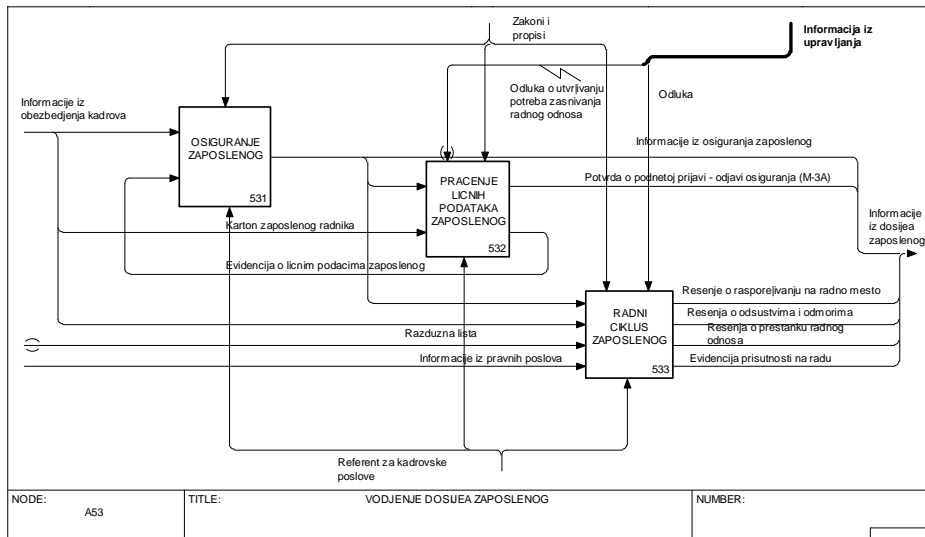 Zakoni i
propisi
Informacija iz
upravljanja
Odluka o utvrļivanju
potreba zasnivanja
radnog odnosa
Odluka
Informacije iz
obezbedjenja kadrova
OSIGURANJE
ZAPOSLENOG
531
Informacije iz osiguranja zaposlenog
PRACENJE
LICNIH
PODATAKA
ZAPOSLENOG
532
Potvrda o podnetoj prijavi - odjavi osiguranja (M-3A)
Karton zaposlenog radnika
Informacije
iz dosijea
zaposlenog
Evidencija o licnim podacima zaposlenog
RADNI
CIKLUS
ZAPOSLENOG
533
Resenje o rasporeļivanju na radno mesto
Resenja o odsustvima i odmorima
Razduzna lista
Resenja o prestanku radnog
odnosa
Informacije iz pravnih poslova
Evidencija prisutnosti na radu
Referent za kadrovske
poslove
NODE:
A53
TITLE:
VODJENJE DOSIJEA ZAPOSLENOG
NUMBER: